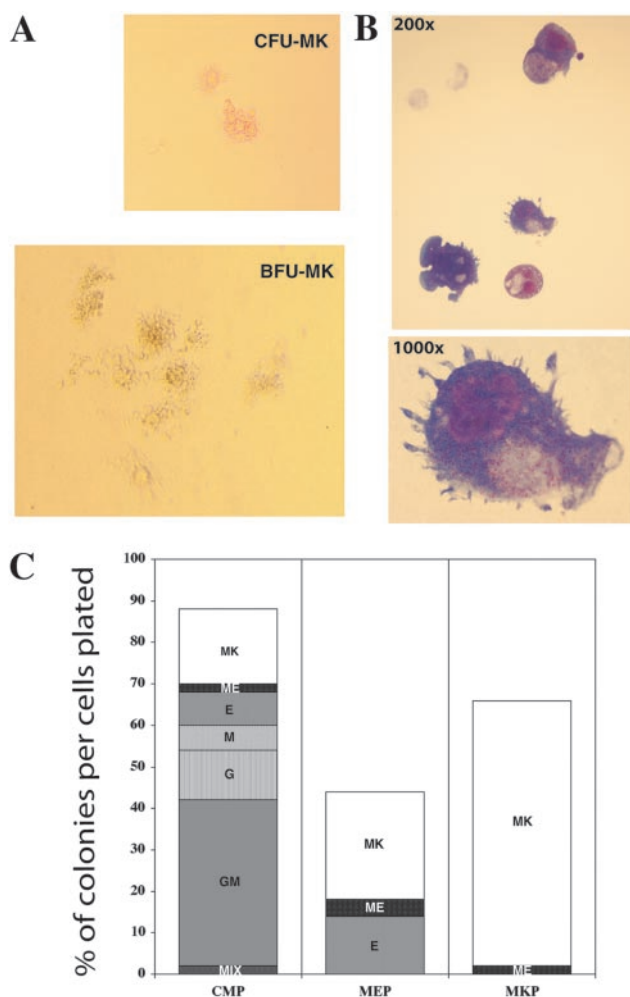 A
CFU-MK
BFU-MK
B
200x
1000x
C
% of colonies per cells plated
100
90
80
70
60
50
40
30
20
10
0
MK
ME
E
M
G
GM
MIX
MK
ME
E
MK
ME
CMP
MEP
MKP